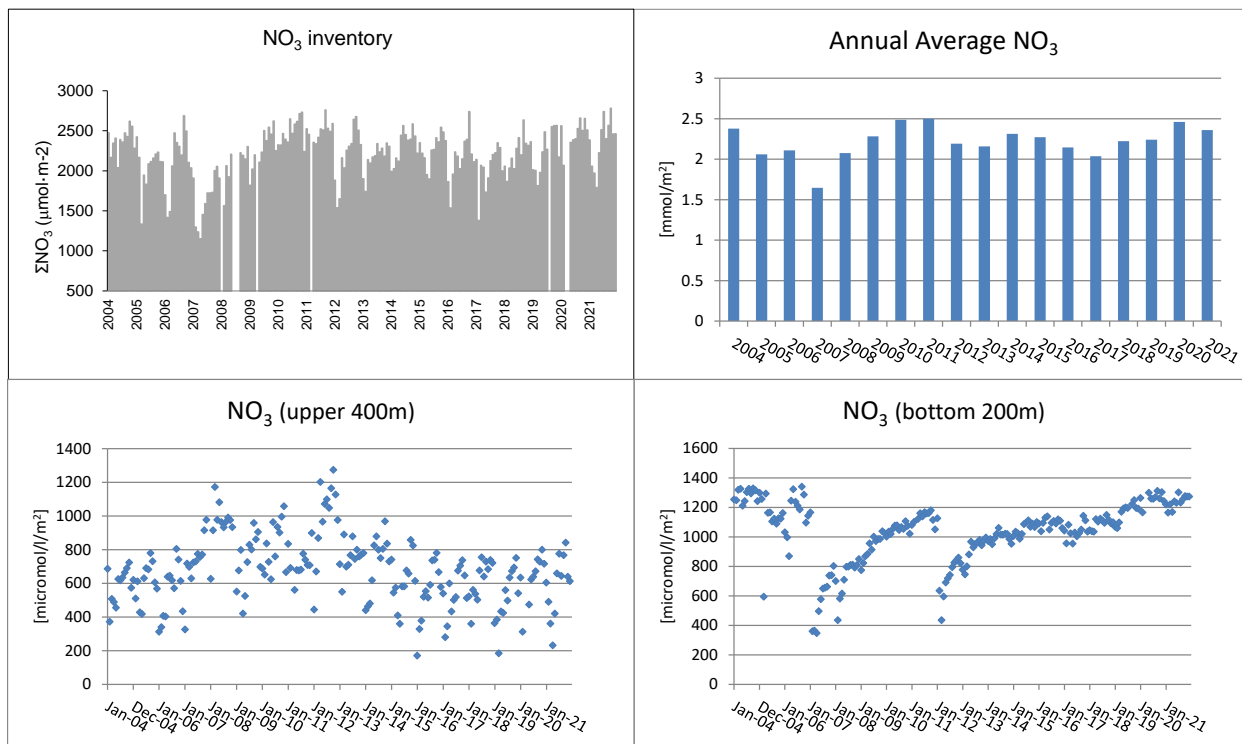 NO3 inventory
ΣNO3 (µmol·m-2)
3000
2500
2000
1500
1000
500
2004
2005
2006
2007
2008
2009
2010
2011
2012
2013
2014
2015
2016
2017
2018
2019
2020
2021
Annual Average NO3
[mmol/m²]
3
2.5
2
1.5
1
0.5
0
2004
2005
2006
2007
2008
2009
2010
2011
2012
2013
2014
2015
2016
2017
2018
2019
2020
2021
NO3 (upper 400m)
[micromol/l/m²]
1400
1200
1000
800
600
400
200
0
Jan-04
Dec-04
Jan-06
Jan-07
Jan-08
Jan-09
Jan-10
Jan-11
Jan-12
Jan-13
Jan-14
Jan-15
Jan-16
Jan-17
Jan-18
Jan-19
Jan-20
Jan-21
NO3 (bottom 200m)
[micromol/l/m²]
1600
1400
1200
1000
800
600
400
200
0
Jan-04
Dec-04
Jan-06
Jan-07
Jan-08
Jan-09
Jan-10
Jan-11
Jan-12
Jan-13
Jan-14
Jan-15
Jan-16
Jan-17
Jan-18
Jan-19
Jan-20
Jan-21